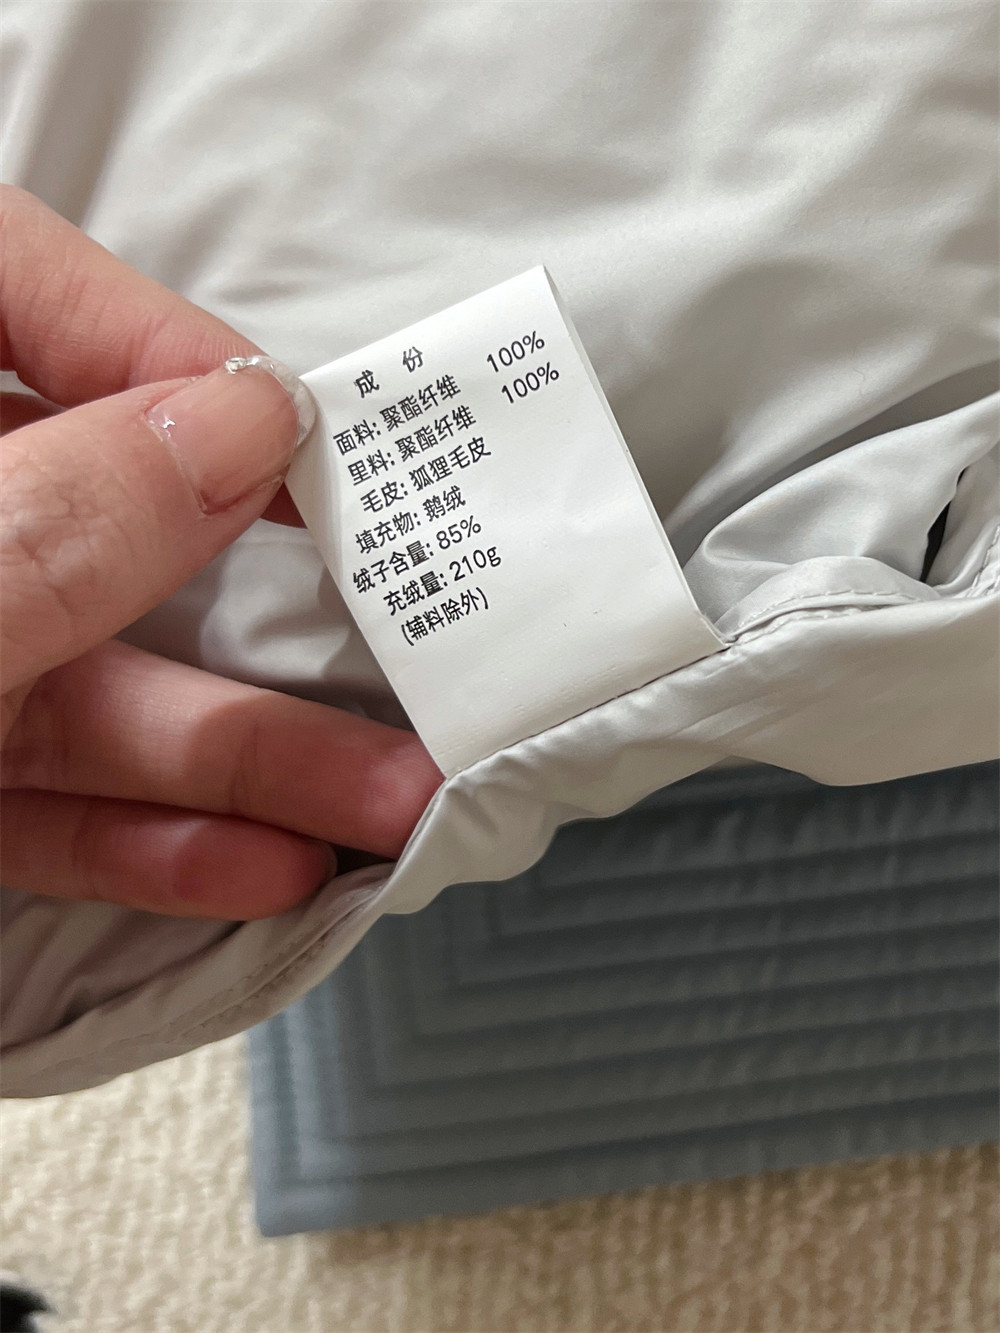 成 份
面料: 聚酯纤维 100%
里料: 聚酯纤维 100%
毛皮: 狐狸毛皮
填充物: 鹅绒
绒子含量: 85%
充绒量: 210g
(辅料除外)